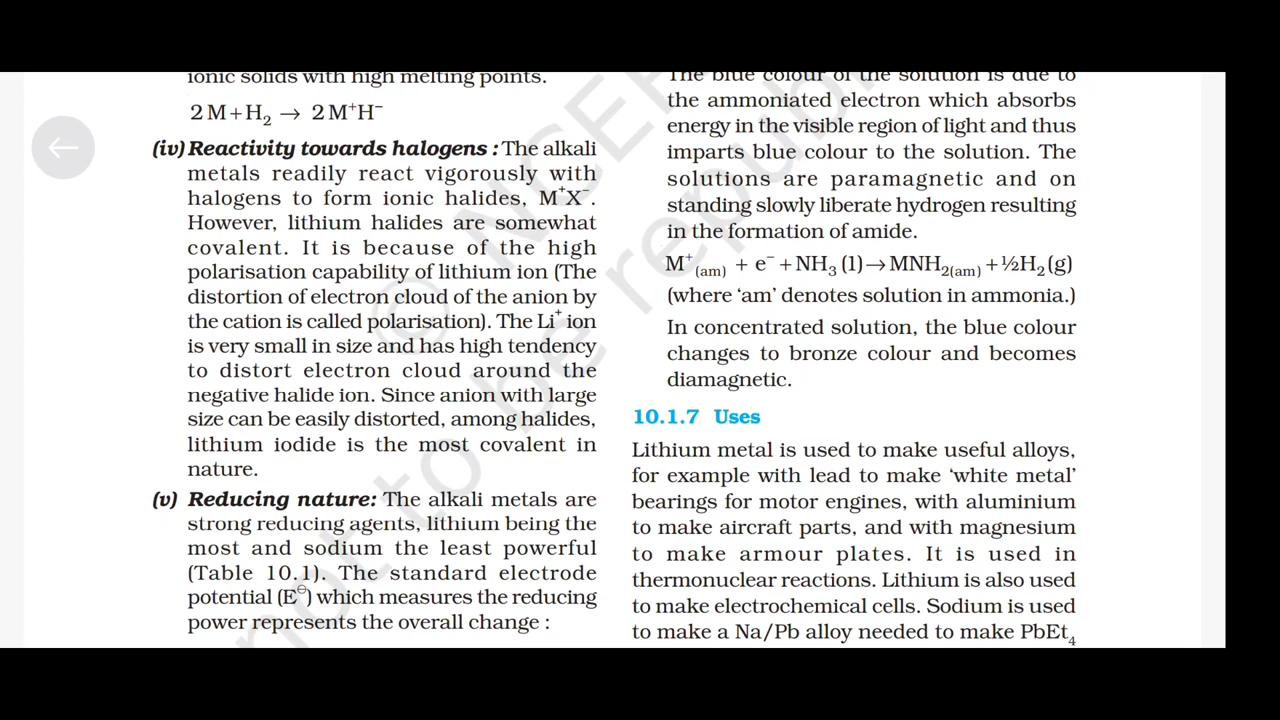 ionic solids with high melting points.
2 M + H₂ → 2 M⁺H⁻
(iv) Reactivity towards halogens : The alkali
metals readily react vigorously with
halogens to form ionic halides, M⁺X⁻.
However, lithium halides are somewhat
covalent. It is because of the high
polarisation capability of lithium ion (The
distortion of electron cloud of the anion by
the cation is called polarisation). The Li⁺ ion
is very small in size and has high tendency
to distort electron cloud around the
negative halide ion. Since anion with large
size can be easily distorted, among halides,
lithium iodide is the most covalent in
nature.
(v) Reducing nature: The alkali metals are
strong reducing agents, lithium being the
most and sodium the least powerful
(Table 10.1). The standard electrode
potential (E⊖) which measures the reducing
power represents the overall change :
The blue colour of the solution is due to
the ammoniated electron which absorbs
energy in the visible region of light and thus
imparts blue colour to the solution. The
solutions are paramagnetic and on
standing slowly liberate hydrogen resulting
in the formation of amide.
M⁺(am) + e⁻ + NH₃ (l) → MNH₂(am) + ½H₂ (g)
(where ‘am’ denotes solution in ammonia.)
In concentrated solution, the blue colour
changes to bronze colour and becomes
diamagnetic.
10.1.7 Uses
Lithium metal is used to make useful alloys,
for example with lead to make ‘white metal’
bearings for motor engines, with aluminium
to make aircraft parts, and with magnesium
to make armour plates. It is used in
thermonuclear reactions. Lithium is also used
to make electrochemical cells. Sodium is used
to make a Na/Pb alloy needed to make PbEt₄
© NCER
not to be repub